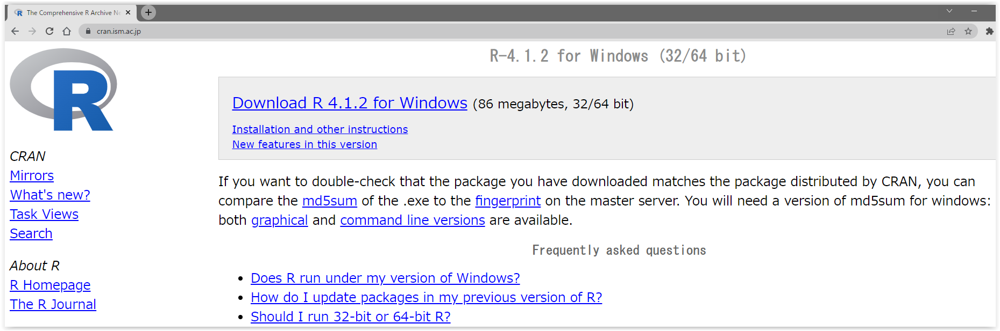 The Comprehensive R Archive Ne
cran.ism.ac.jp
R
CRAN
Mirrors
What's new?
Task Views
Search
About R
R Homepage
The R Journal
R-4.1.2 for Windows (32/64 bit)
Download R 4.1.2 for Windows (86 megabytes, 32/64 bit)
Installation and other instructions
New features in this version
If you want to double-check that the package you have downloaded matches the package distributed by CRAN, you can
compare the md5sum of the .exe to the fingerprint on the master server. You will need a version of md5sum for windows:
both graphical and command line versions are available.
Frequently asked questions
• Does R run under my version of Windows?
• How do I update packages in my previous version of R?
• Should I run 32-bit or 64-bit R?